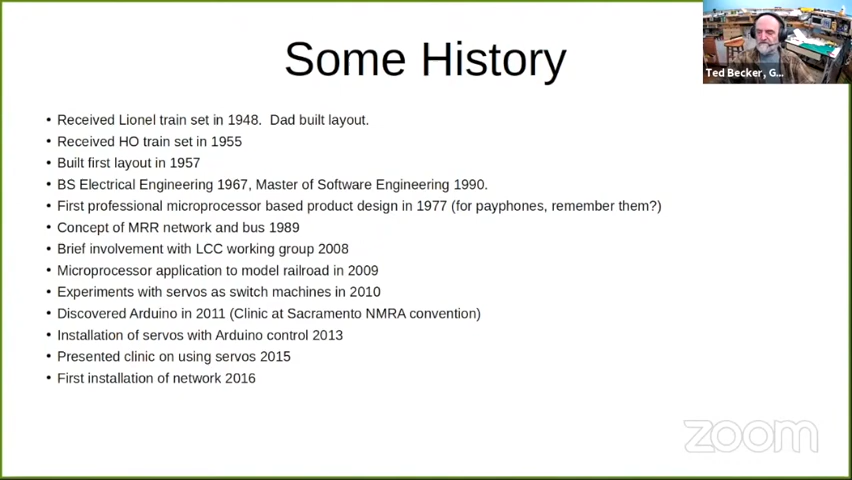 Some History
Ted Becker, G...
• Received Lionel train set in 1948.  Dad built layout.
• Received HO train set in 1955
• Built first layout in 1957
• BS Electrical Engineering 1967, Master of Software Engineering 1990.
• First professional microprocessor based product design in 1977 (for payphones, remember them?)
• Concept of MRR network and bus 1989
• Brief involvement with LCC working group 2008
• Microprocessor application to model railroad in 2009
• Experiments with servos as switch machines in 2010
• Discovered Arduino in 2011 (Clinic at Sacramento NMRA convention)
• Installation of servos with Arduino control 2013
• Presented clinic on using servos 2015
• First installation of network 2016
zoom